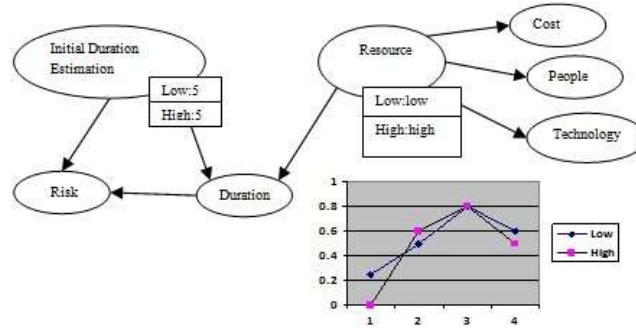 Initial Duration
Estimation
Low:5
High:5
Resource
Low:low
High:high
Cost
People
Technology
Risk
Duration
1
0.8
0.6
0.4
0.2
0
1 2 3 4
Low
High